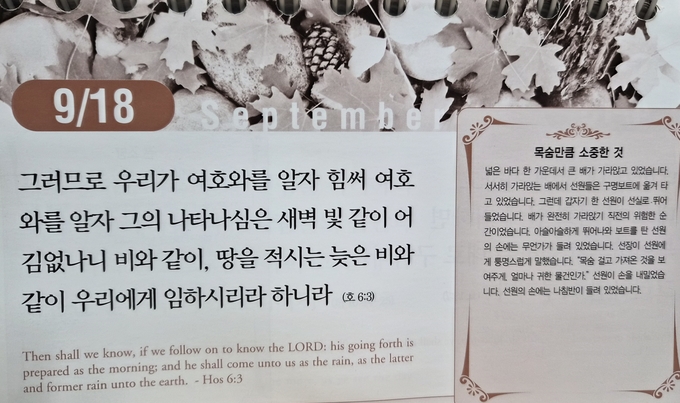 9/18
September
그러므로 우리가 여호와를 알자 힘써 여호
와를 알자 그의 나타나심은 새벽 빛 같이 어
김없나니 비와 같이, 땅을 적시는 늦은 비와
같이 우리에게 임하시리라 하니라 (호 6:3)
Then shall we know, if we follow on to know the LORD: his going forth is
prepared as the morning; and he shall come unto us as the rain, as the latter
and former rain unto the earth. - Hos 6:3
목숨만큼 소중한 것
넓은 바다 한 가운데서 큰 배가 가라앉고 있었습니다.
서서히 가라앉는 배에서 선원들은 구명보트에 옮겨 타
고 있었습니다. 그런데 갑자기 한 선원이 선실로 뛰어
들었습니다. 배가 완전히 가라앉기 직전의 위험한 순
간이었습니다. 아슬아슬하게 뛰어나와 보트를 탄 선원
의 손에는 무언가가 들려 있었습니다. 선장이 선원에
게 퉁명스럽게 말했습니다. "목숨 걸고 가져온 것을 보
여주게, 얼마나 귀한 물건인가." 선원이 손을 내밀었습
니다. 선원의 손에는 나침반이 들려 있었습니다.